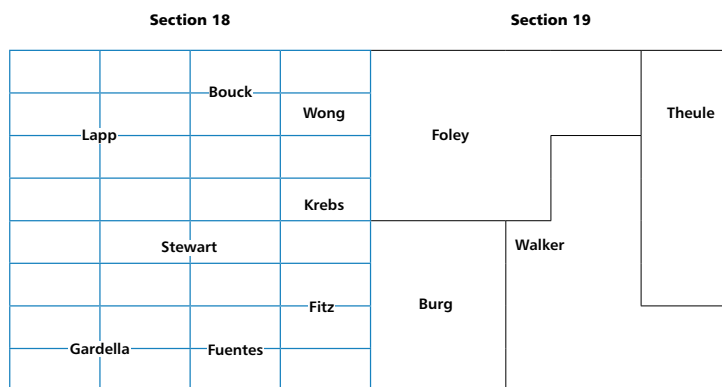 Section 18
Section 19
Bouck
Wong
Theule
Lapp
Foley
Krebs
Stewart
Walker
Fitz
Burg
Gardella
Fuentes